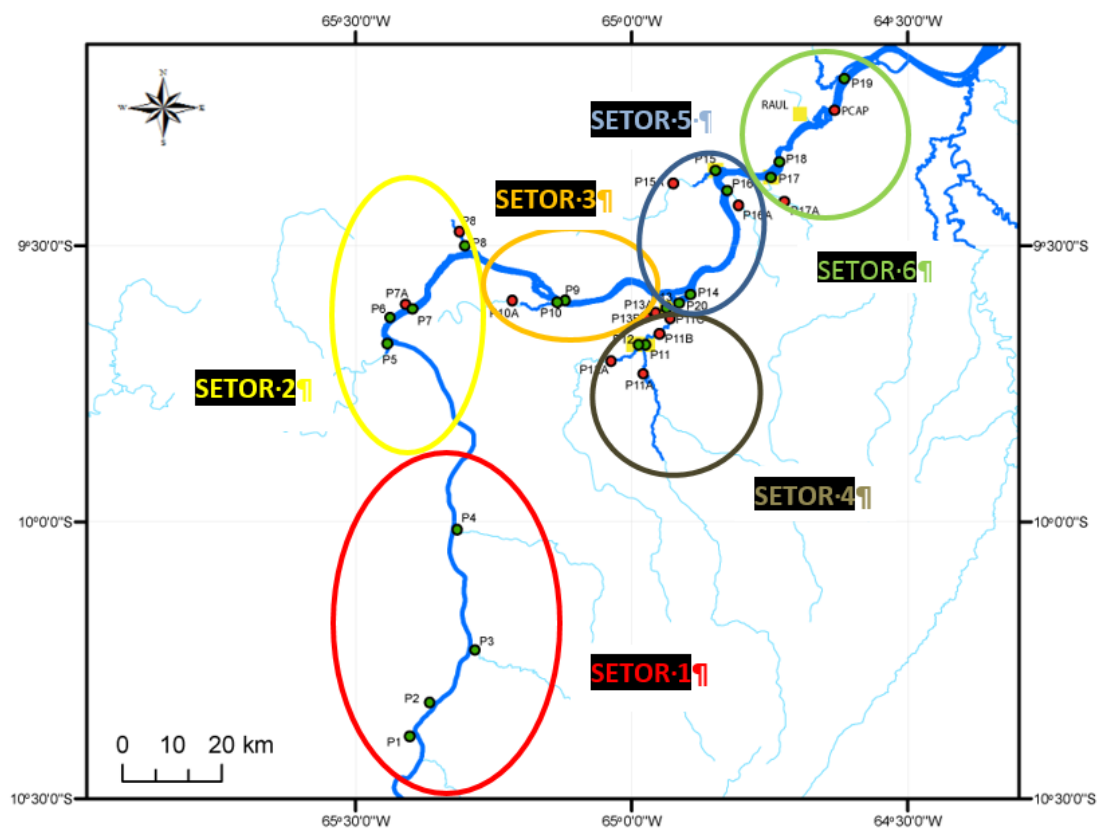 65°30'0"W 65°0'0"W 64°30'0"W
N
W E
S
P19
RAUL
PCAP
SETOR·5·¶
P15
P18
P15A
P16
P17
SETOR·3¶
P16A
P17A
P8
9°30'0"S
P8
9°30'0"S
SETOR·6¶
P7A
P9
P14
P6
P7
P10A
P10
P13A
P20
P13B
P11C
P5
P12
P11B
P11
SETOR·2¶
P12A
P11A
SETOR·4¶
P4
10°0'0"S
10°0'0"S
P3
SETOR·1¶
P2
P1
0 10 20 km
10°30'0"S
10°30'0"S
65°30'0"W 65°0'0"W 64°30'0"W